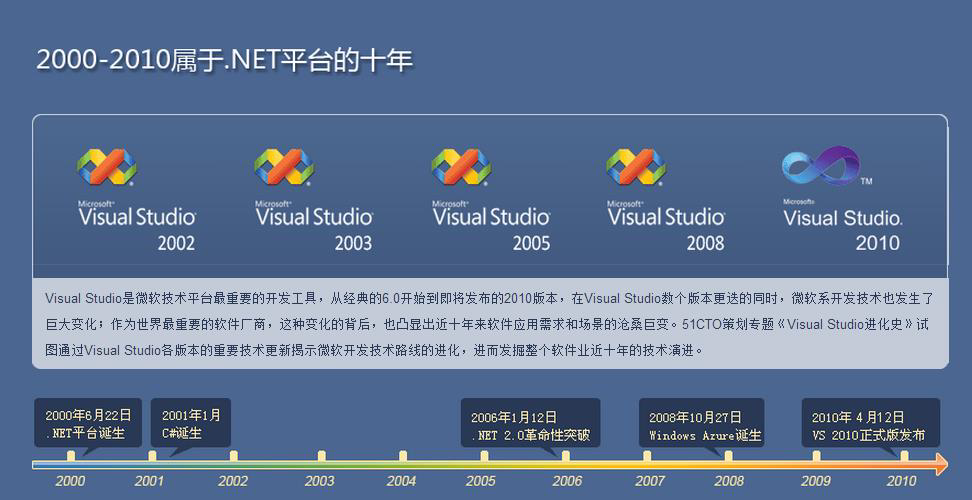 2000-2010属于.NET平台的十年
Microsoft®
Visual Studio®
2002
Microsoft®
Visual Studio®
2003
Microsoft®
Visual Studio®
2005
Microsoft®
Visual Studio®
2008
TM
Microsoft®
Visual Studio.
2010
Visual Studio是微软技术平台最重要的开发工具，从经典的6.0开始到即将发布的2010版本，在Visual Studio数个版本更迭的同时，微软系开发技术也发生了
巨大变化；作为世界最重要的软件厂商，这种变化的背后，也凸显出近十年来软件应用需求和场景的沧桑巨变。51CTO策划专题《Visual Studio进化史》试
图通过Visual Studio各版本的重要技术更新揭示微软开发技术路线的进化，进而发掘整个软件业近十年的技术演进。
2000年6月22日
.NET平台诞生
2001年1月
C#诞生
2006年1月12日
.NET 2.0革命性突破
2008年10月27日
Windows Azure诞生
2010年 4月12日
VS 2010正式版发布
2000 2001 2002 2003 2004 2005 2006 2007 2008 2009 2010